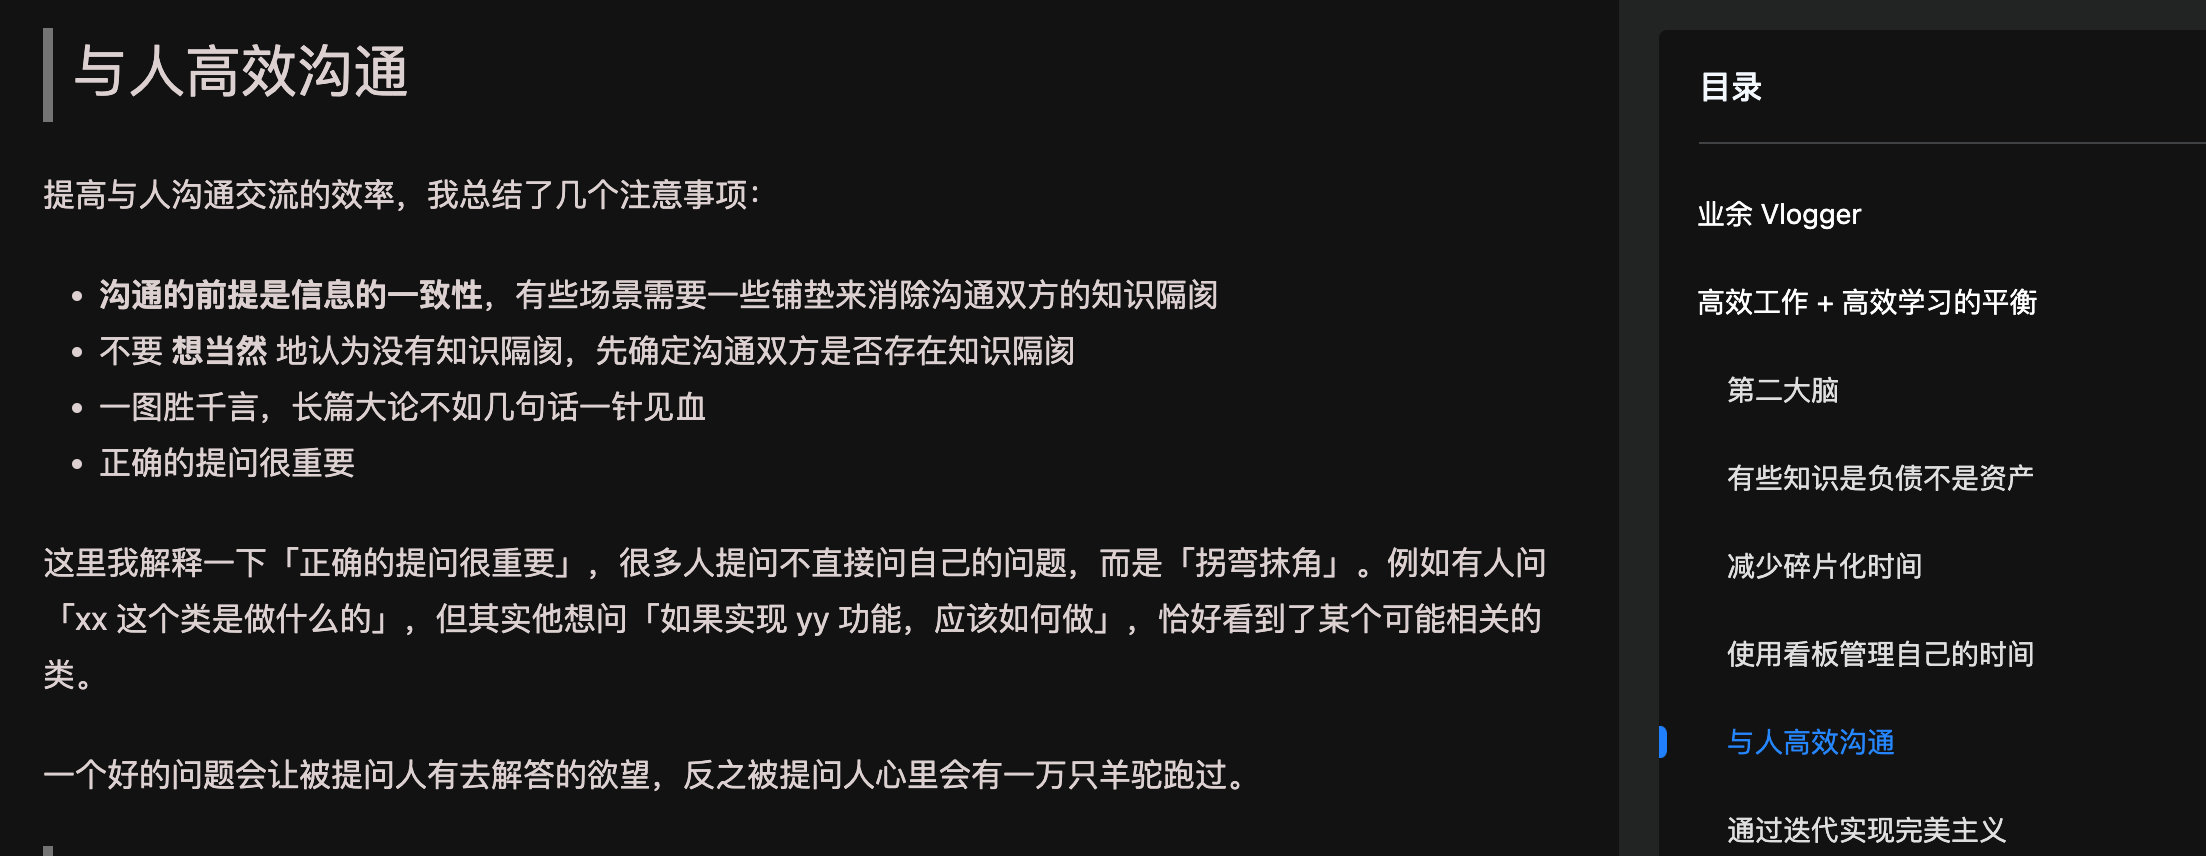 与人高效沟通
提高与人沟通交流的效率，我总结了几个注意事项：
• 沟通的前提是信息的一致性，有些场景需要一些铺垫来消除沟通双方的知识隔阂
• 不要 想当然 地认为没有知识隔阂，先确定沟通双方是否存在知识隔阂
• 一图胜千言，长篇大论不如几句话一针见血
• 正确的提问很重要
这里我解释一下「正确的提问很重要」，很多人提问不直接问自己的问题，而是「拐弯抹角」。例如有人问
「xx 这个类是做什么的」，但其实他想问「如果实现 yy 功能，应该如何做」，恰好看到了某个可能相关的
类。
一个好的问题会让被提问人有去解答的欲望，反之被提问人心里会有一万只羊驼跑过。
目录
业余 Vlogger
高效工作 + 高效学习的平衡
第二大脑
有些知识是负债不是资产
减少碎片化时间
使用看板管理自己的时间
与人高效沟通
通过迭代实现完美主义